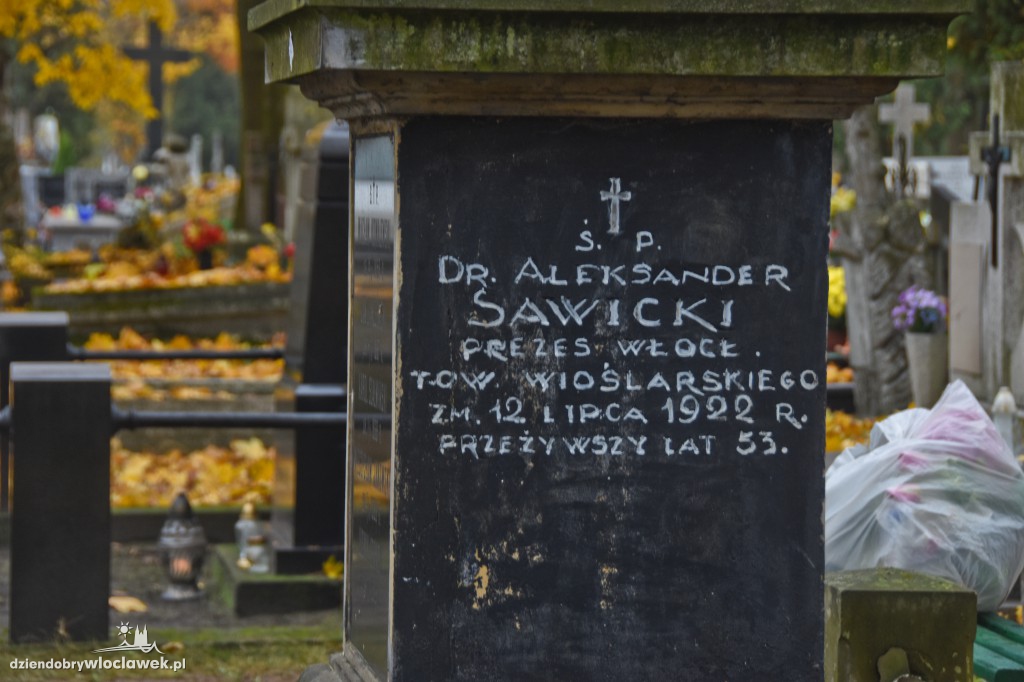 Ś. P.
DR. ALEKSANDER
SAWICKI
PREZES WŁOCŁ.
TOW. WIOŚLARSKIEGO
ZM. 12 LIPCA 1922 R.
PRZEŻYWSZY LAT 53.
dziendobrywloclawek.pl